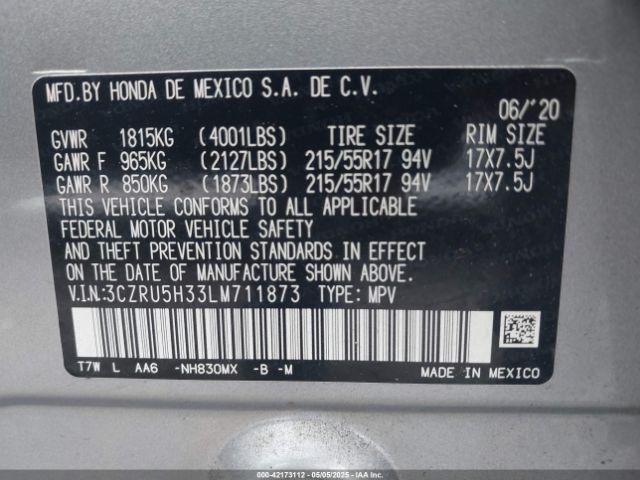 MFD.BY HONDA DE MEXICO S.A. DE C.V.
06/'20
GVWR 1815KG (4001LBS) TIRE SIZE RIM SIZE
GAWR F 965KG (2127LBS) 215/55R17 94V 17X7.5J
GAWR R 850KG (1873LBS) 215/55R17 94V 17X7.5J
THIS VEHICLE CONFORMS TO ALL APPLICABLE
FEDERAL MOTOR VEHICLE SAFETY
AND THEFT PREVENTION STANDARDS IN EFFECT
ON THE DATE OF MANUFACTURE SHOWN ABOVE.
V.I.N.:3CZRU5H33LM711873 TYPE: MPV
T7W L AA6 -NH830MX -B -M
MADE IN MEXICO
000-42173112 - 05/05/2025 - IAAI.COM